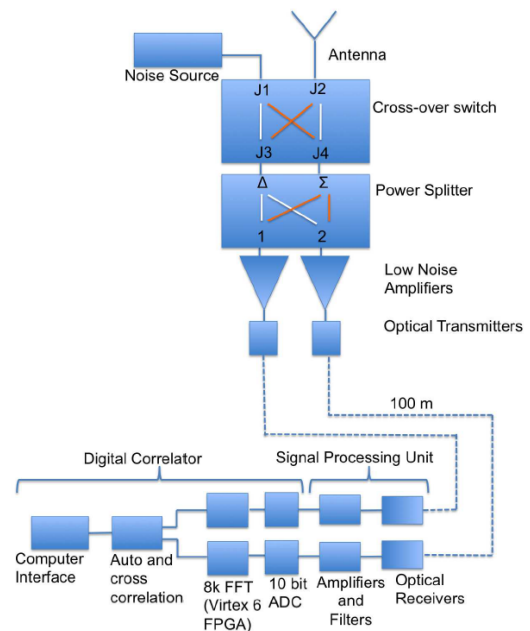 Noise Source
Antenna
J1 J2
Cross-over switch
J3 J4
Δ Σ
Power Splitter
1 2
Low Noise
Amplifiers
Optical Transmitters
100 m
Digital Correlator
Signal Processing Unit
Computer
Interface
Auto and
cross
correlation
8k FFT
(Virtex 6
FPGA)
10 bit
ADC
Amplifiers
and
Filters
Optical
Receivers